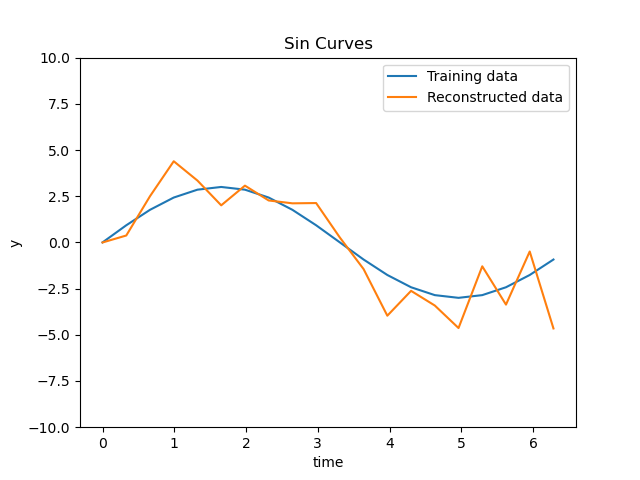 Sin Curves
Training data
Reconstructed data
10.0
7.5
5.0
2.5
0.0
−2.5
−5.0
−7.5
−10.0
y
0 1 2 3 4 5 6
time